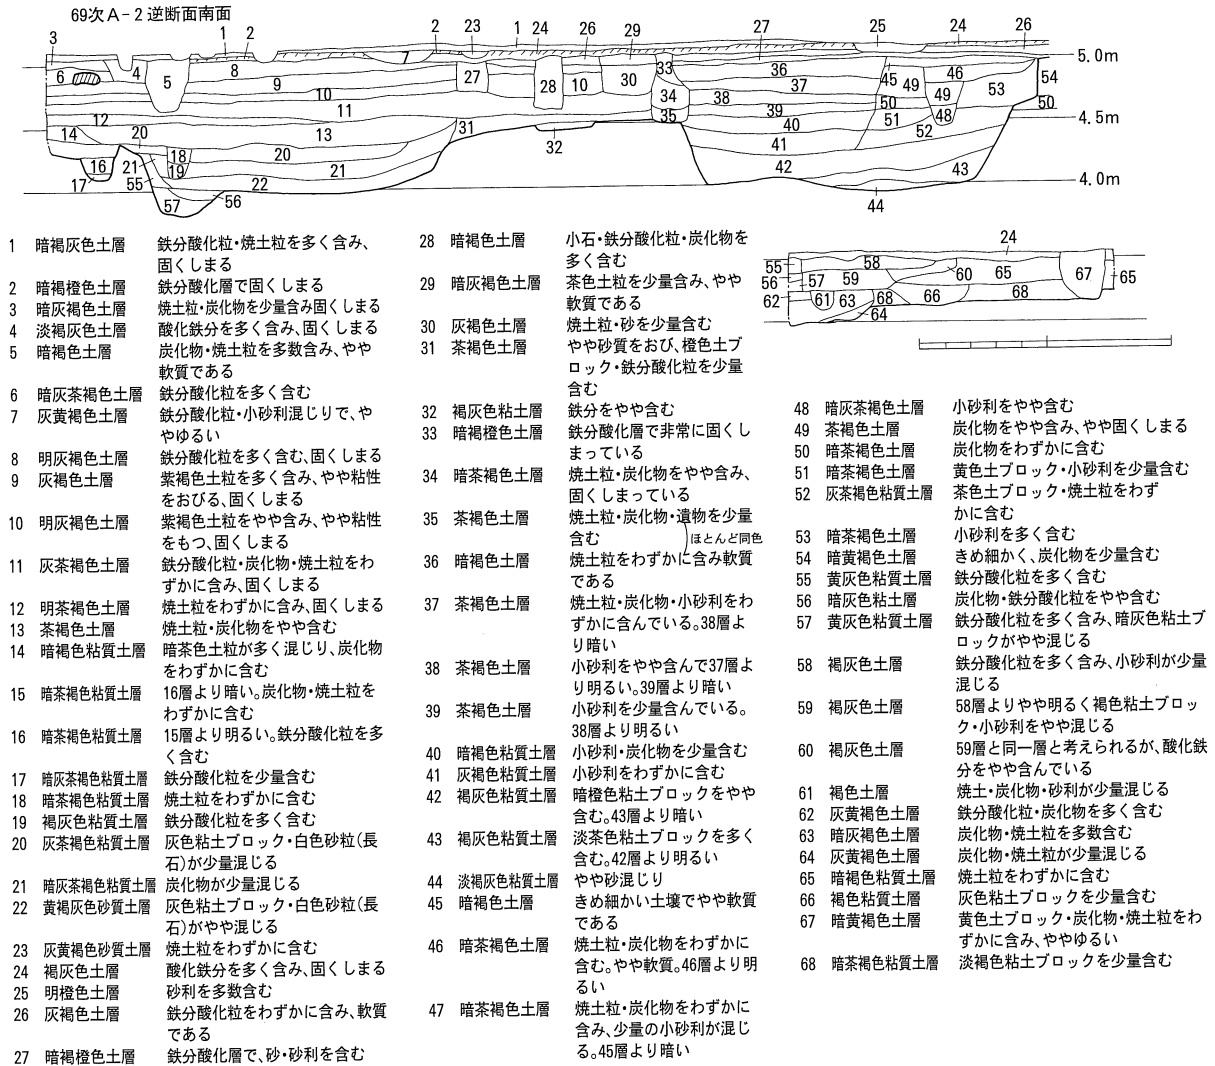 69次A-2逆断面南面
3
1
2
2
23
1
24
26
29
27
25
24
26
5.0m
6
4
5
8
9
10
11
12
7
27
28
10
30
33
34
35
36
37
38
39
40
41
42
45
49
46
49
48
50
51
52
53
54
50
4.5m
14
20
13
31
32
16
17
18
19
20
21
21
22
55
56
57
43
44
4.0m
24
55
56
62
57
58
59
60
65
67
65
61
63
68
66
68
64
1 暗褐灰色土層 鉄分酸化粒・焼土粒を多く含み、
固くしまる
2 暗褐橙色土層 鉄分酸化層で固くしまる
3 暗灰褐色土層 焼土粒・炭化物を少量含み固くしまる
4 淡褐灰色土層 酸化鉄分を多く含み、固くしまる
5 暗褐色土層 炭化物・焼土粒を多数含み、やや
軟質である
6 暗灰茶褐色土層 鉄分酸化粒を多く含む
7 灰黄褐色土層 鉄分酸化粒・小砂利混じりで、や
ややゆるい
8 明灰褐色土層 鉄分酸化粒を多く含む、固くしまる
9 灰褐色土層 紫褐色土粒を多く含み、やや粘性
をおびる、固くしまる
10 明灰褐色土層 紫褐色土粒をやや含み、やや粘性
をもつ、固くしまる
11 灰茶褐色土層 鉄分酸化粒・炭化物・焼土粒をわ
ずかに含み、固くしまる
12 明茶褐色土層 焼土粒をわずかに含み、固くしまる
13 茶褐色土層 焼土粒・炭化物をやや含む
14 暗褐色粘質土層 暗茶色土粒が多く混じり、炭化物
をわずかに含む
15 暗茶褐色粘質土層 16層より暗い。炭化物・焼土粒を
わずかに含む
16 暗茶褐色粘質土層 15層より明るい。鉄分酸化粒を多
く含む
17 暗灰茶褐色粘質土層 鉄分酸化粒を少量含む
18 暗茶褐色粘質土層 焼土粒をわずかに含む
19 褐灰色粘質土層 鉄分酸化粒を多く含む
20 灰茶褐色粘質土層 灰色粘土ブロック・白色砂粒(長
石)が少量混じる
21 暗灰茶褐色粘質土層 炭化物が少量混じる
22 黄褐灰色砂質土層 灰色粘土ブロック・白色砂粒(長
石)がやや混じる
23 灰黄褐色砂質土層 焼土粒をわずかに含む
24 褐灰色土層 酸化鉄分を多く含み、固くしまる
25 明橙色土層 砂利を多数含む
26 灰褐色土層 鉄分酸化粒をわずかに含み、軟質
である
27 暗褐橙色土層 鉄分酸化層で、砂・砂利を含む
28 暗褐色土層 小石・鉄分酸化粒・炭化物を
多く含む
29 暗灰褐色土層 茶色土粒を少量含み、やや
軟質である
30 灰褐色土層 焼土粒・砂を少量含む
31 茶褐色土層 やや砂質をおび、橙色土ブ
ロック・鉄分酸化粒を少量
含む
32 褐灰色粘土層 鉄分をやや含む
33 暗褐橙色土層 鉄分酸化層で非常に固くし
まっている
34 暗茶褐色土層 焼土粒・炭化物をやや含み、
固くしまっている
35 茶褐色土層 焼土粒・炭化物・遺物を少量
含む ほとんど同色
36 暗褐色土層 焼土粒をわずかに含み軟質
である
37 茶褐色土層 焼土粒・炭化物・小砂利をわ
ずかに含んでいる。38層よ
り暗い
38 茶褐色土層 小砂利をやや含んで37層よ
り明るい。39層より暗い
39 茶褐色土層 小砂利を少量含んでいる。
38層より明るい
40 暗褐色粘質土層 小砂利・炭化物を少量含む
41 灰褐色粘質土層 小砂利をわずかに含む
42 褐灰色粘質土層 暗橙色粘土ブロックをやや
含む。43層より暗い
43 褐灰色粘質土層 淡茶色粘土ブロックを多く
含む。42層より明るい
44 淡褐灰色粘質土層 やや砂混じり
45 暗褐色土層 きめ細かい土壌でやや軟質
である
46 暗茶褐色土層 焼土粒・炭化物をわずかに
含む。やや軟質。46層より明
るい
47 暗茶褐色土層 焼土粒・炭化物をわずかに
含み、少量の小砂利が混じ
る。45層より暗い
48 暗灰茶褐色土層 小砂利をやや含む
49 茶褐色土層 炭化物をやや含み、やや固くしまる
50 暗茶褐色土層 炭化物をわずかに含む
51 暗茶褐色土層 黄色土ブロック・小砂利を少量含む
52 灰茶褐色粘質土層 茶色土ブロック・焼土粒をわず
かに含む
53 暗茶褐色土層 小砂利を多く含む
54 暗黄褐色土層 きめ細かく、炭化物を少量含む
55 黄灰色粘質土層 鉄分酸化粒を多く含む
56 暗灰色粘土層 炭化物・鉄分酸化粒をやや含む
57 黄灰色粘質土層 鉄分酸化粒を多く含み、暗灰色粘土ブ
ロックがやや混じる
58 褐灰色土層 鉄分酸化粒を多く含み、小砂利が少量
混じる
59 褐灰色土層 58層よりやや明るく褐色粘土ブロッ
ク・小砂利をやや混じる
60 褐灰色土層 59層と同一層と考えられるが、酸化鉄
分をやや含んでいる
61 褐色土層 焼土・炭化物・砂利が少量混じる
62 灰黄褐色土層 鉄分酸化粒・炭化物を多く含む
63 暗灰褐色土層 炭化物・焼土粒を多数含む
64 灰黄褐色土層 炭化物・焼土粒が少量混じる
65 暗褐色粘質土層 焼土粒をわずかに含む
66 褐色粘質土層 灰色粘土ブロックを少量含む
67 暗黄褐色土層 黄色土ブロック・炭化物・焼土粒をわ
ずかに含み、ややゆるい
68 暗茶褐色粘質土層 淡褐色粘土ブロックを少量含む